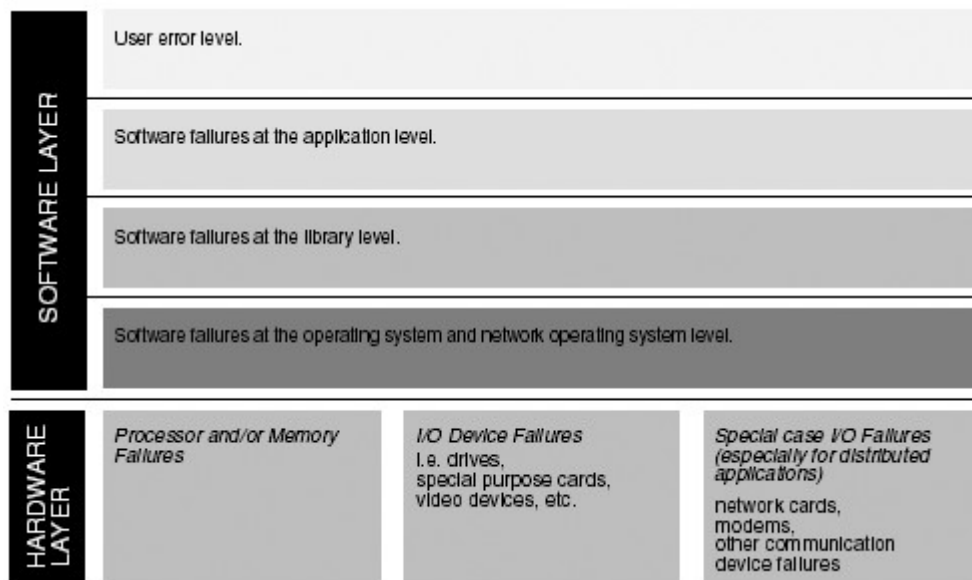 SOFTWARE LAYER
User error level.
Software failures at the application level.
Software failures at the library level.
Software failures at the operating system and network operating system level.
HARDWARE
LAYER
Processor and/or Memory
Failures
I/O Device Failures
i.e. drives,
special purpose cards,
video devices, etc.
Special case I/O Failures
(especially for distributed
applications)
network cards,
modems,
other communication
device failures